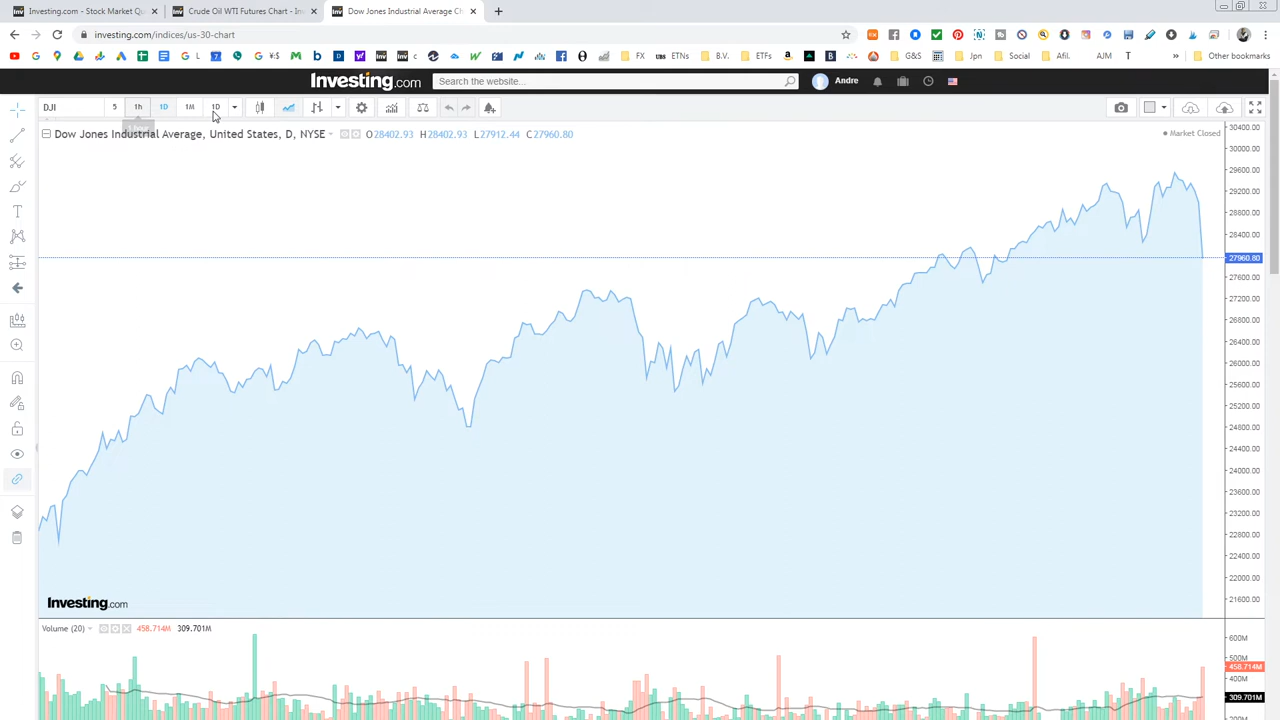 Investing.com - Stock Market Qu
Crude Oil WTI Futures Chart - Inv
Dow Jones Industrial Average Ch
investing.com/indices/us-30-chart
FX
UBS ETNs
B.V.
ETFs
G&S
Jpn
Social
Afil.
AJM
T
Other bookmarks
Investing.com
Search the website...
Andre
DJI
5
1h
1D
1M
1D
Dow Jones Industrial Average, United States, D, NYSE
O28402.93 H28402.93 L27912.44 C27960.80
Market Closed
30400.00
30000.00
29600.00
29200.00
28800.00
28400.00
27960.80
27600.00
27200.00
26800.00
26400.00
26000.00
25600.00
25200.00
24800.00
24400.00
24000.00
23600.00
23200.00
22800.00
22400.00
22000.00
21600.00
Investing.com
Volume (20)
458.714M
309.701M
600M
500M
458.714M
400M
309.701M